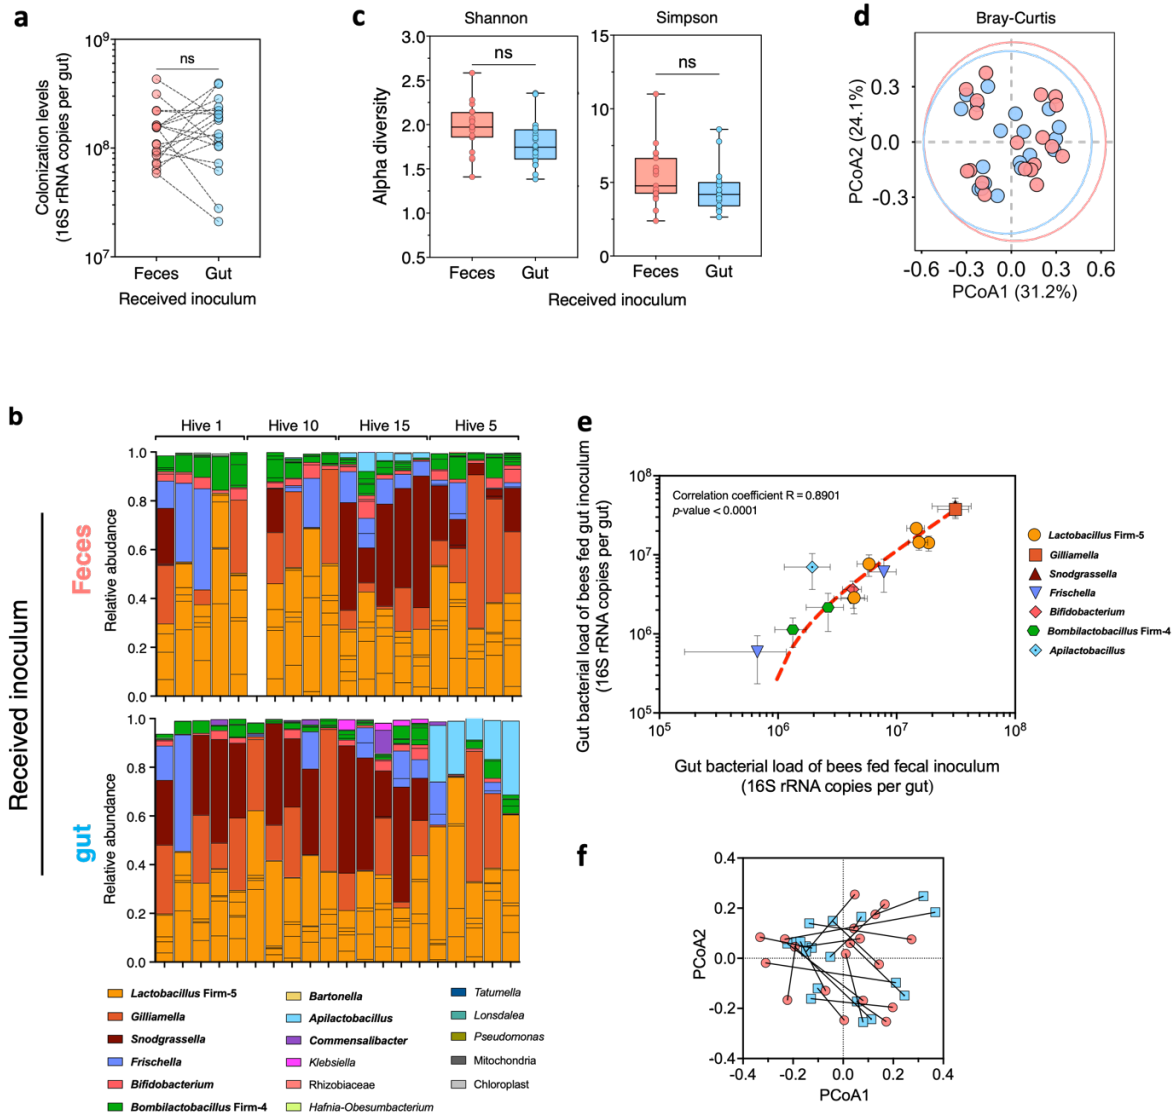 a
10⁹
10⁸
10⁷
Colonization levels
(16S rRNA copies per gut)
ns
Feces Gut
Received inoculum
c
Shannon
Simpson
3.0
2.5
2.0
1.5
1.0
0.5
Alpha diversity
ns
Feces Gut
15
10
5
0
ns
Feces Gut
Received inoculum
d
Bray-Curtis
PCoA2 (24.1%)
0.3
0.0
-0.3
-0.6 -0.3 0.0 0.3 0.6
PCoA1 (31.2%)
b
Hive 1 Hive 10 Hive 15 Hive 5
Received inoculum
Feces
Relative abudance
1.0
0.8
0.6
0.4
0.2
0.0
gut
Relative abundance
1.0
0.8
0.6
0.4
0.2
0.0
Lactobacillus Firm-5
Gilliamella
Snodgrassella
Frischella
Bifidobacterium
Bombilactobacillus Firm-4
Bartonella
Apilactobacillus
Commensalibacter
Klebsiella
Rhizobiaceae
Hafnia-Obesumbacterium
Tatumella
Lonsdalea
Pseudomonas
Mitochondria
Chloroplast
e
Gut bacterial load of bees fed gut inoculum
(16S rRNA copies per gut)
10⁸
10⁷
10⁶
10⁵
Correlation coefficient R = 0.8901
p-value < 0.0001
10⁵ 10⁶ 10⁷ 10⁸
Gut bacterial load of bees fed fecal inoculum
(16S rRNA copies per gut)
Lactobacillus Firm-5
Gilliamella
Snodgrassella
Frischella
Bifidobacterium
Bombilactobacillus Firm-4
Apilactobacillus
f
PCoA2
0.4
0.2
0.0
-0.2
-0.4
-0.4 -0.2 0.0 0.2 0.4
PCoA1